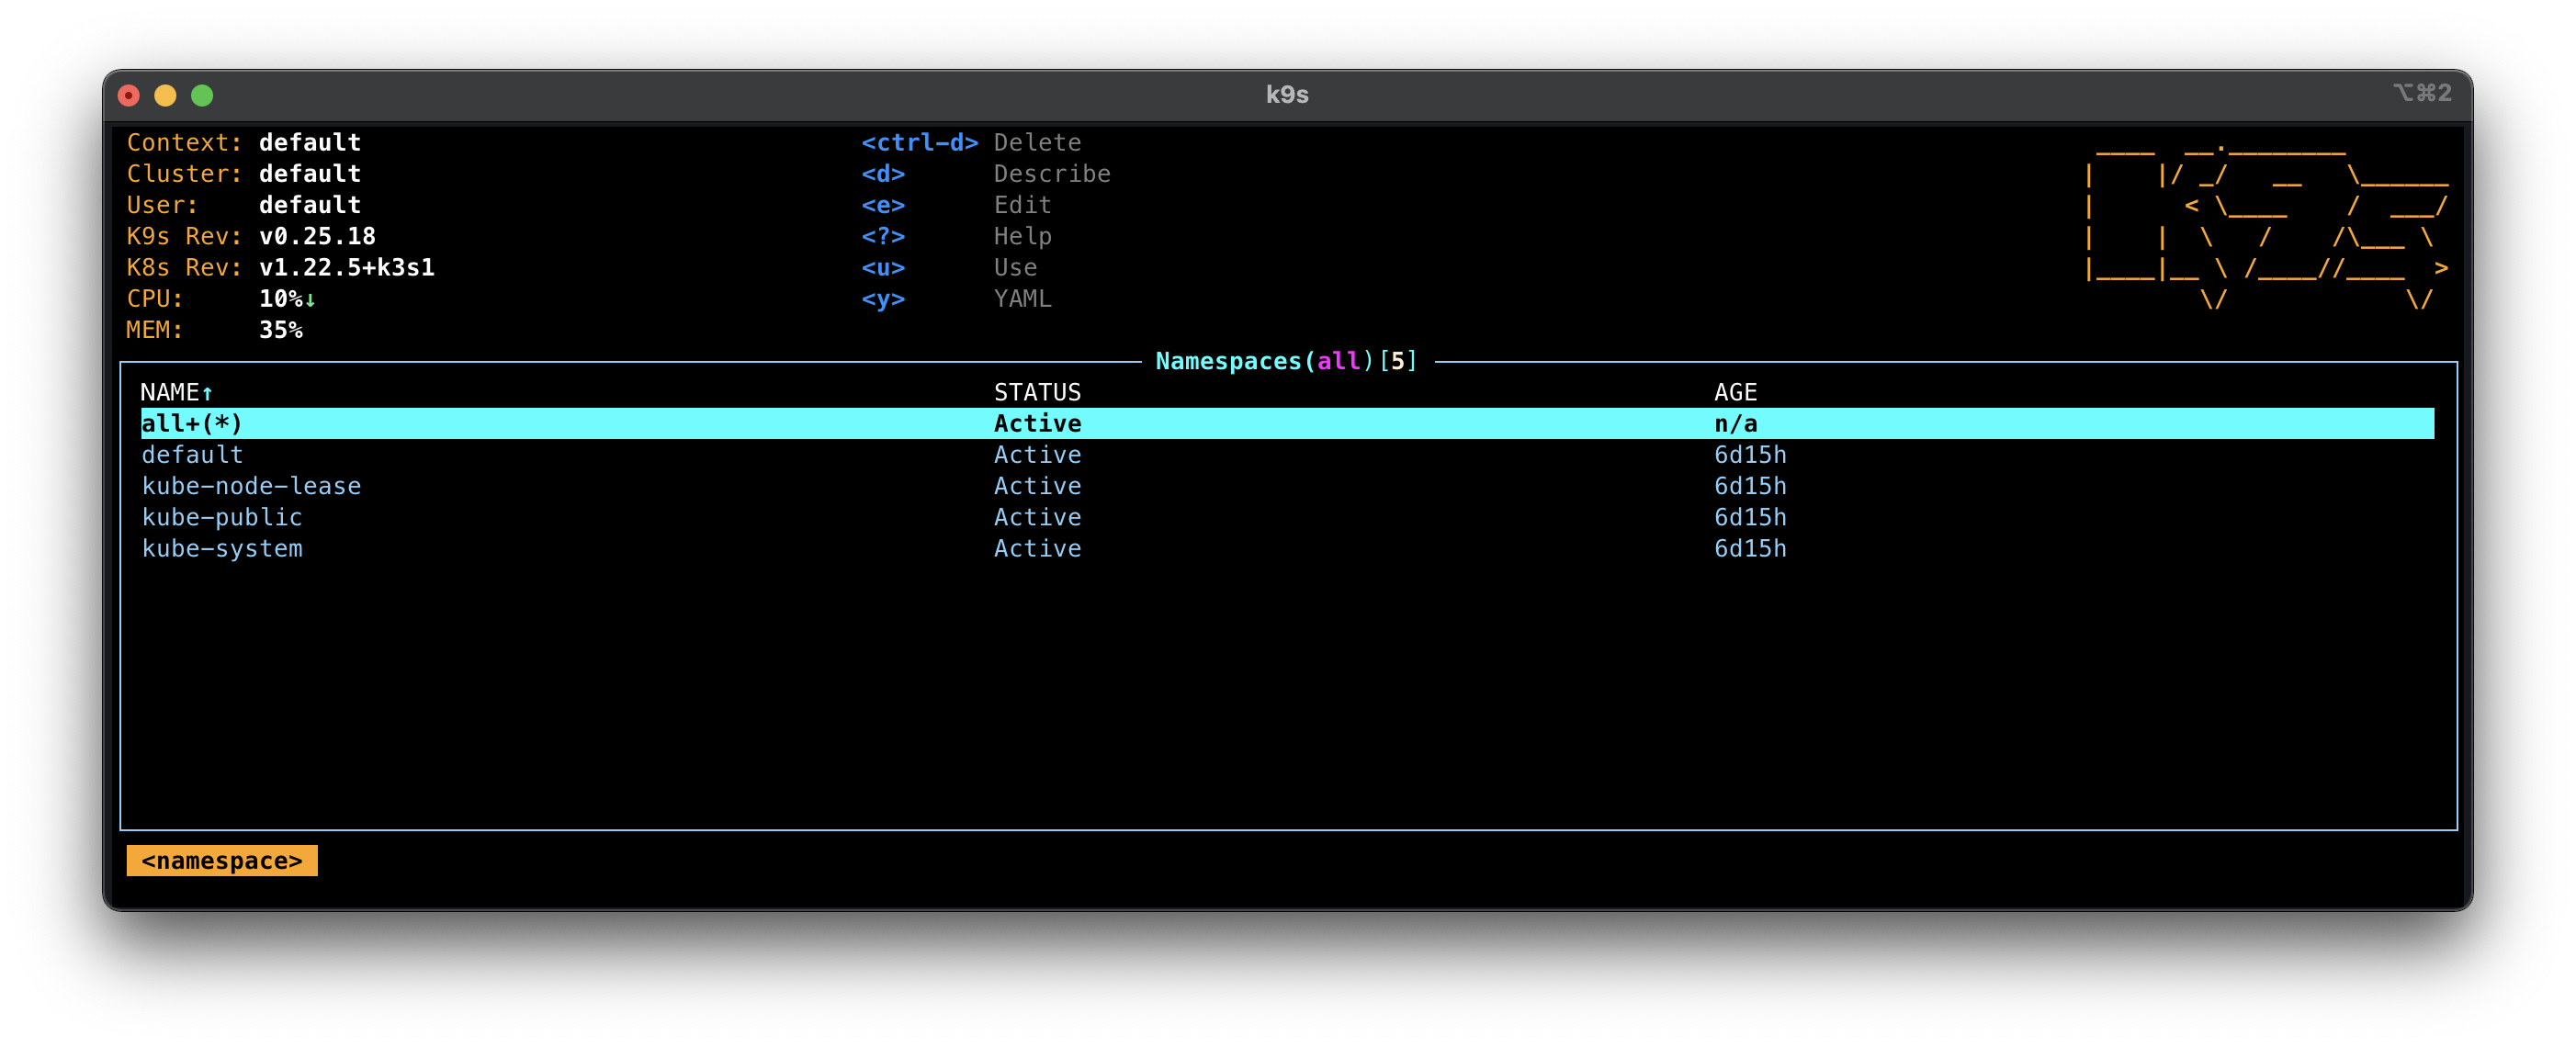 k9s ⌥⌘2
Context: default <ctrl-d> Delete
Cluster: default <d> Describe
User: default <e> Edit
K9s Rev: v0.25.18 <?> Help
K8s Rev: v1.22.5+k3s1 <u> Use
CPU: 10%↓ <y> YAML
MEM: 35%
Namespaces(all)[5]
NAME↑ STATUS AGE
all+(*) Active n/a
default Active 6d15h
kube-node-lease Active 6d15h
kube-public Active 6d15h
kube-system Active 6d15h
<namespace>